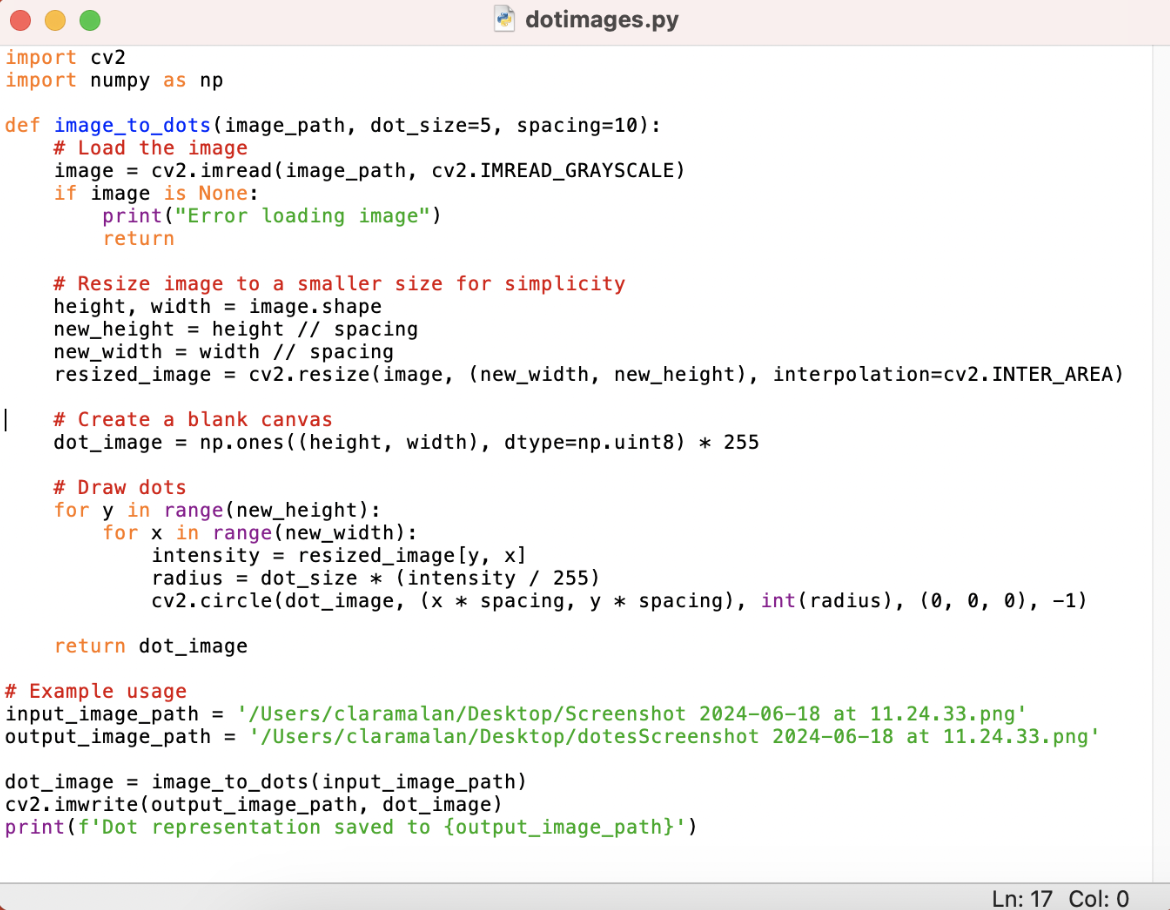 dotimages.py
import cv2
import numpy as np
def image_to_dots(image_path, dot_size=5, spacing=10):
    # Load the image
    image = cv2.imread(image_path, cv2.IMREAD_GRAYSCALE)
    if image is None:
        print("Error loading image")
        return
    # Resize image to a smaller size for simplicity
    height, width = image.shape
    new_height = height // spacing
    new_width = width // spacing
    resized_image = cv2.resize(image, (new_width, new_height), interpolation=cv2.INTER_AREA)
    # Create a blank canvas
    dot_image = np.ones((height, width), dtype=np.uint8) * 255
    # Draw dots
    for y in range(new_height):
        for x in range(new_width):
            intensity = resized_image[y, x]
            radius = dot_size * (intensity / 255)
            cv2.circle(dot_image, (x * spacing, y * spacing), int(radius), (0, 0, 0), -1)
    return dot_image
# Example usage
input_image_path = '/Users/claramalan/Desktop/Screenshot 2024-06-18 at 11.24.33.png'
output_image_path = '/Users/claramalan/Desktop/dotesScreenshot 2024-06-18 at 11.24.33.png'
dot_image = image_to_dots(input_image_path)
cv2.imwrite(output_image_path, dot_image)
print(f'Dot representation saved to {output_image_path}')
Ln: 17 Col: 0